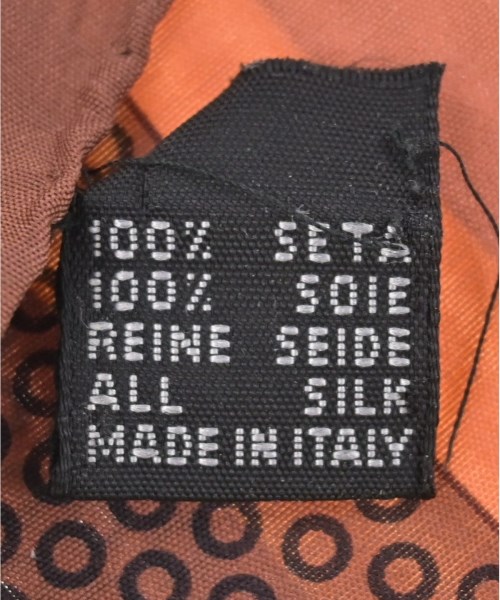 100% SETA
100% SOIE
REINE SEIDE
ALL SILK
MADE IN ITALY